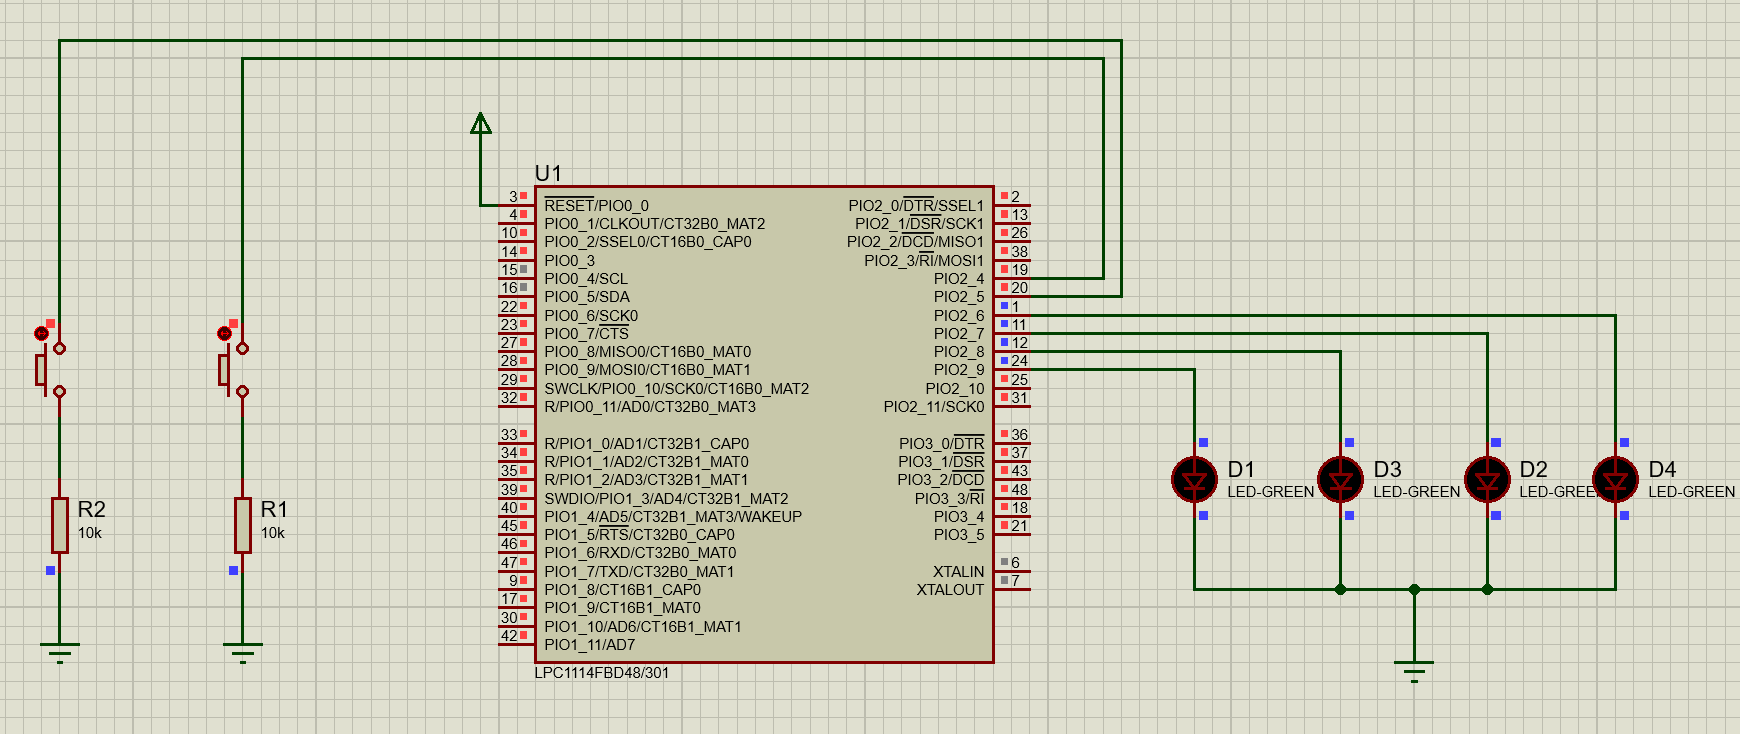 U1
3 RESET/PIO0_0
4 PIO0_1/CLKOUT/CT32B0_MAT2
10 PIO0_2/SSEL0/CT16B0_CAP0
14 PIO0_3
15 PIO0_4/SCL
16 PIO0_5/SDA
22 PIO0_6/SCK0
23 PIO0_7/CTS
27 PIO0_8/MISO0/CT16B0_MAT0
28 PIO0_9/MOSI0/CT16B0_MAT1
29 SWCLK/PIO0_10/SCK0/CT16B0_MAT2
32 R/PIO0_11/AD0/CT32B0_MAT3
33 R/PIO1_0/AD1/CT32B1_CAP0
34 R/PIO1_1/AD2/CT32B1_MAT0
35 R/PIO1_2/AD3/CT32B1_MAT1
39 SWDIO/PIO1_3/AD4/CT32B1_MAT2
40 PIO1_4/AD5/CT32B1_MAT3/WAKEUP
45 PIO1_5/RTS/CT32B0_CAP0
46 PIO1_6/RXD/CT32B0_MAT0
47 PIO1_7/TXD/CT32B0_MAT1
9 PIO1_8/CT16B1_CAP0
17 PIO1_9/CT16B1_MAT0
30 PIO1_10/AD6/CT16B1_MAT1
42 PIO1_11/AD7
PIO2_0/DTR/SSEL1 2
PIO2_1/DSR/SCK1 13
PIO2_2/DCD/MISO1 26
PIO2_3/RI/MOSI1 38
PIO2_4 19
PIO2_5 20
PIO2_6 1
PIO2_7 11
PIO2_8 12
PIO2_9 24
PIO2_10 25
PIO2_11/SCK0 31
PIO3_0/DTR 36
PIO3_1/DSR 37
PIO3_2/DCD 43
PIO3_3/RI 48
PIO3_4 18
PIO3_5 21
XTALIN 6
XTALOUT 7
LPC1114FBD48/301
R2
10k
R1
10k
D1
LED-GREEN
D3
LED-GREEN
D2
LED-GREE
D4
LED-GREEN